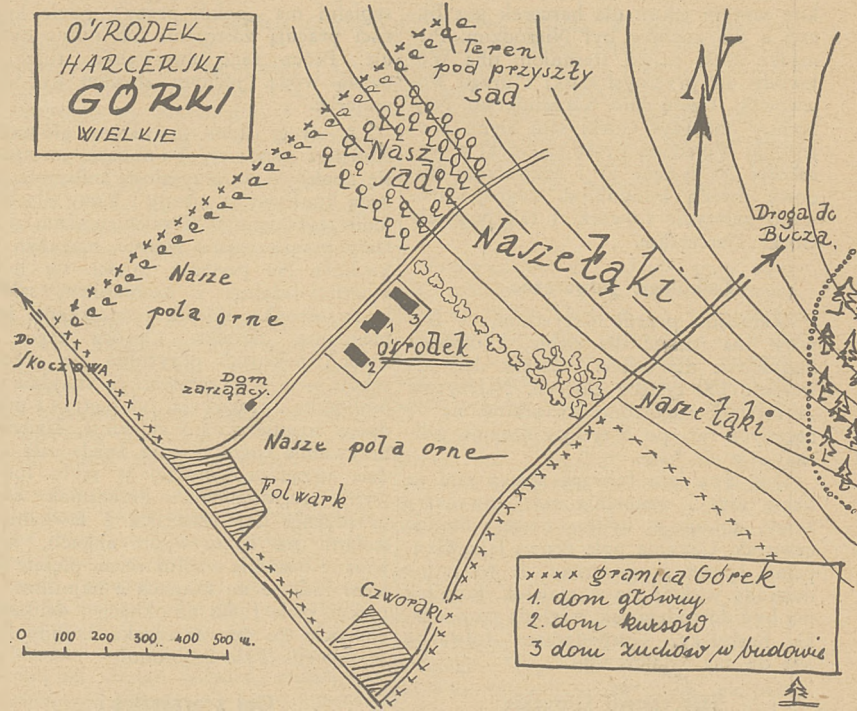 OŚRODEK
HARCERSKI
GÓRKI
WIELKIE
Teren
pod przyszły
sad
N
Nasz
sad
Droga do
Bucza.
Nasze łąki
Nasze
pola orne
Do
Skoczowa
3
1
2
ośrodek
Dom
zarządcy.
Nasze łąki
Nasze pola orne
Folwark
Czworaki
0 100 200 300 400 500 m.
xxxx granica Górek
1. dom główny
2. dom kursów
3 dom zuchów w budowie